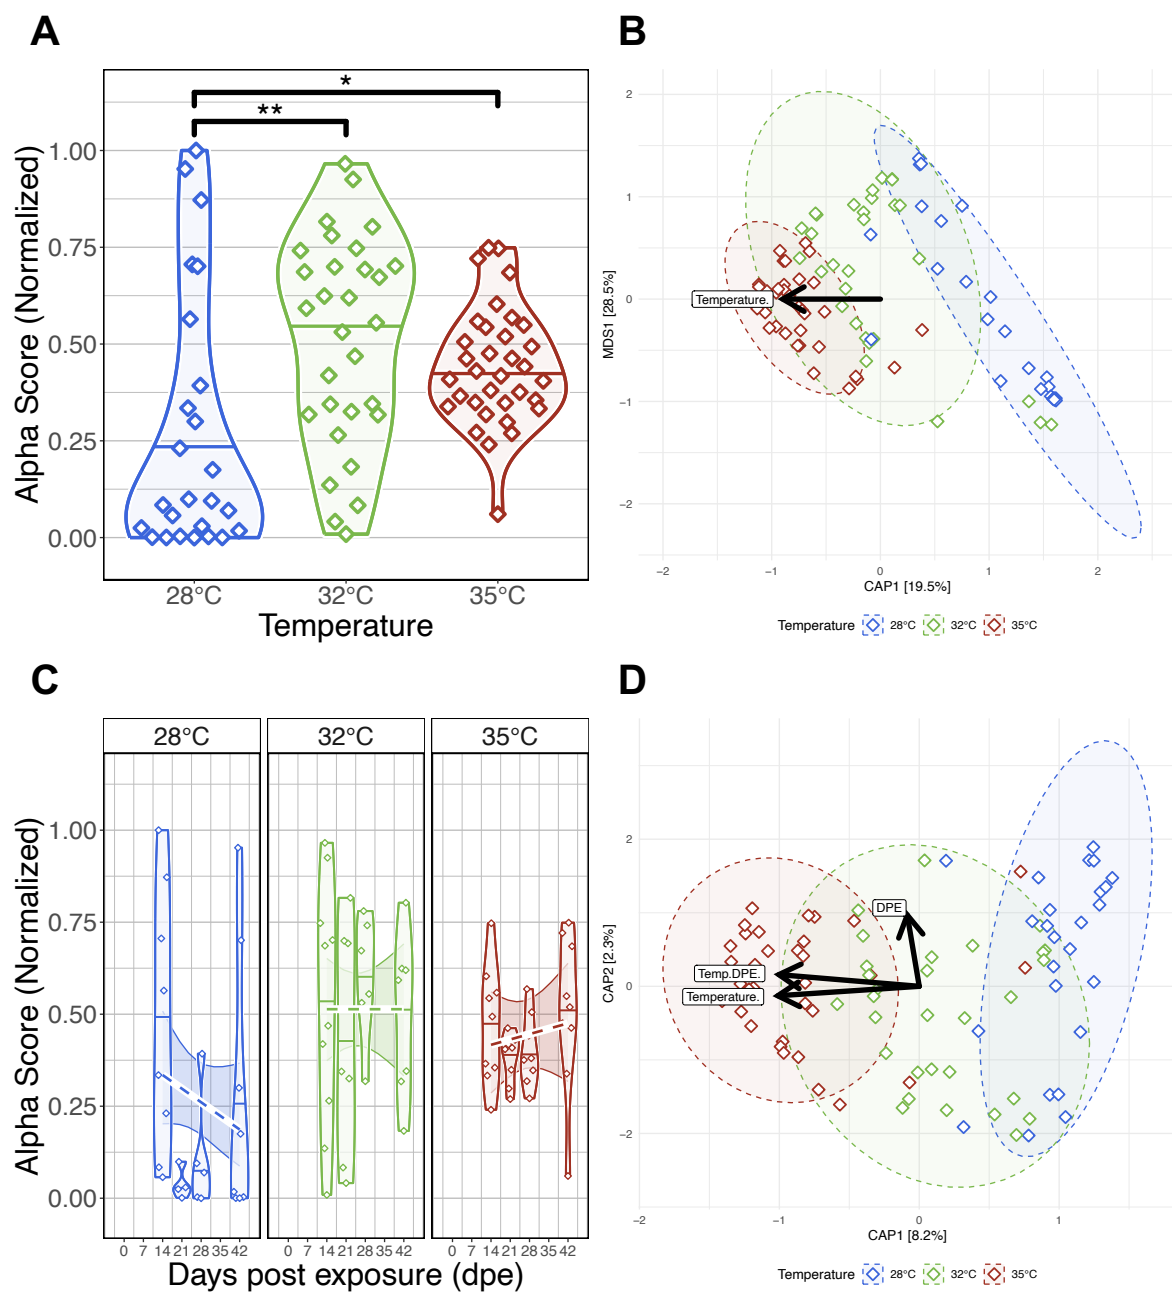 A
*
**
1.00
0.75
0.50
0.25
0.00
Alpha Score (Normalized)
28°C 32°C 35°C
Temperature
B
2
1
0
−1
−2
MDS1 [28.5%]
Temperature.
−2 −1 0 1 2
CAP1 [19.5%]
Temperature 28°C 32°C 35°C
C
28°C 32°C 35°C
1.00
0.75
0.50
0.25
0.00
Alpha Score (Normalized)
0 7 14 21 28 35 42 0 7 14 21 28 35 42 0 7 14 21 28 35 42
Days post exposure (dpe)
D
2
0
−2
CAP2 [2.3%]
DPE
Temp.DPE.
Temperature.
−2 −1 0 1
CAP1 [8.2%]
Temperature 28°C 32°C 35°C